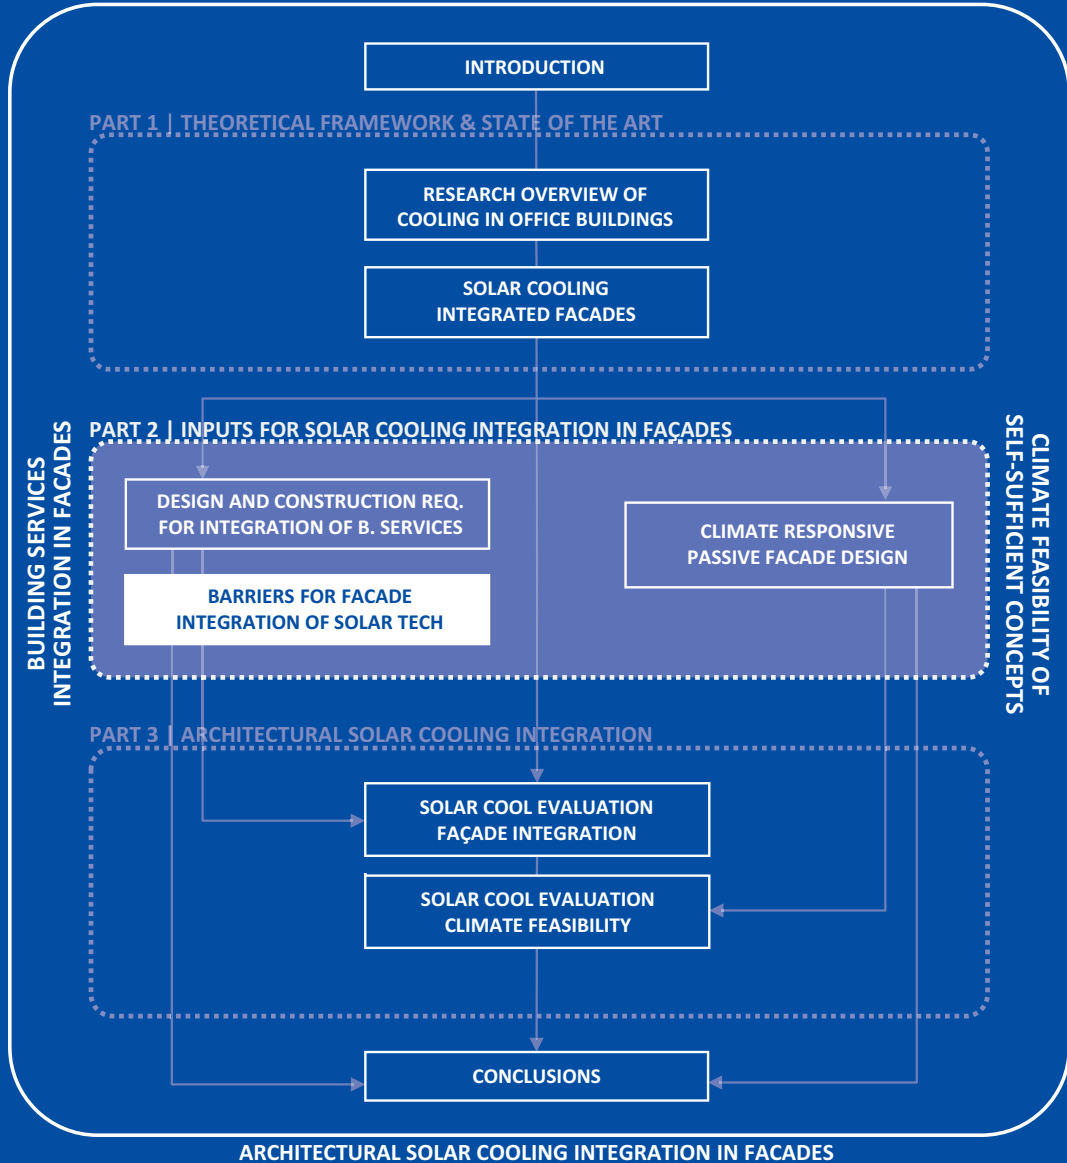 INTRODUCTION
PART 1 | THEORETICAL FRAMEWORK & STATE OF THE ART
RESEARCH OVERVIEW OF
COOLING IN OFFICE BUILDINGS
SOLAR COOLING
INTEGRATED FACADES
BUILDING SERVICES
INTEGRATION IN FACADES
PART 2 | INPUTS FOR SOLAR COOLING INTEGRATION IN FAÇADES
DESIGN AND CONSTRUCTION REQ.
FOR INTEGRATION OF B. SERVICES
BARRIERS FOR FACADE
INTEGRATION OF SOLAR TECH
CLIMATE RESPONSIVE
PASSIVE FACADE DESIGN
CLIMATE FEASIBILITY OF
SELF-SUFFICIENT CONCEPTS
PART 3 | ARCHITECTURAL SOLAR COOLING INTEGRATION
SOLAR COOL EVALUATION
FAÇADE INTEGRATION
SOLAR COOL EVALUATION
CLIMATE FEASIBILITY
CONCLUSIONS
ARCHITECTURAL SOLAR COOLING INTEGRATION IN FACADES